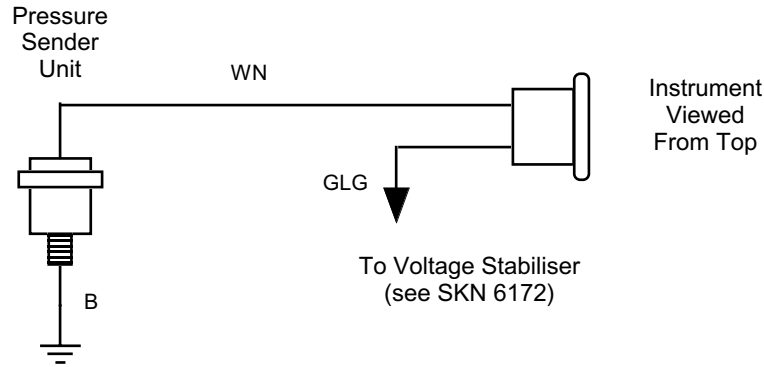 Pressure
Sender
Unit
WN
Instrument
Viewed
From Top
GLG
To Voltage Stabiliser
(see SKN 6172)
B